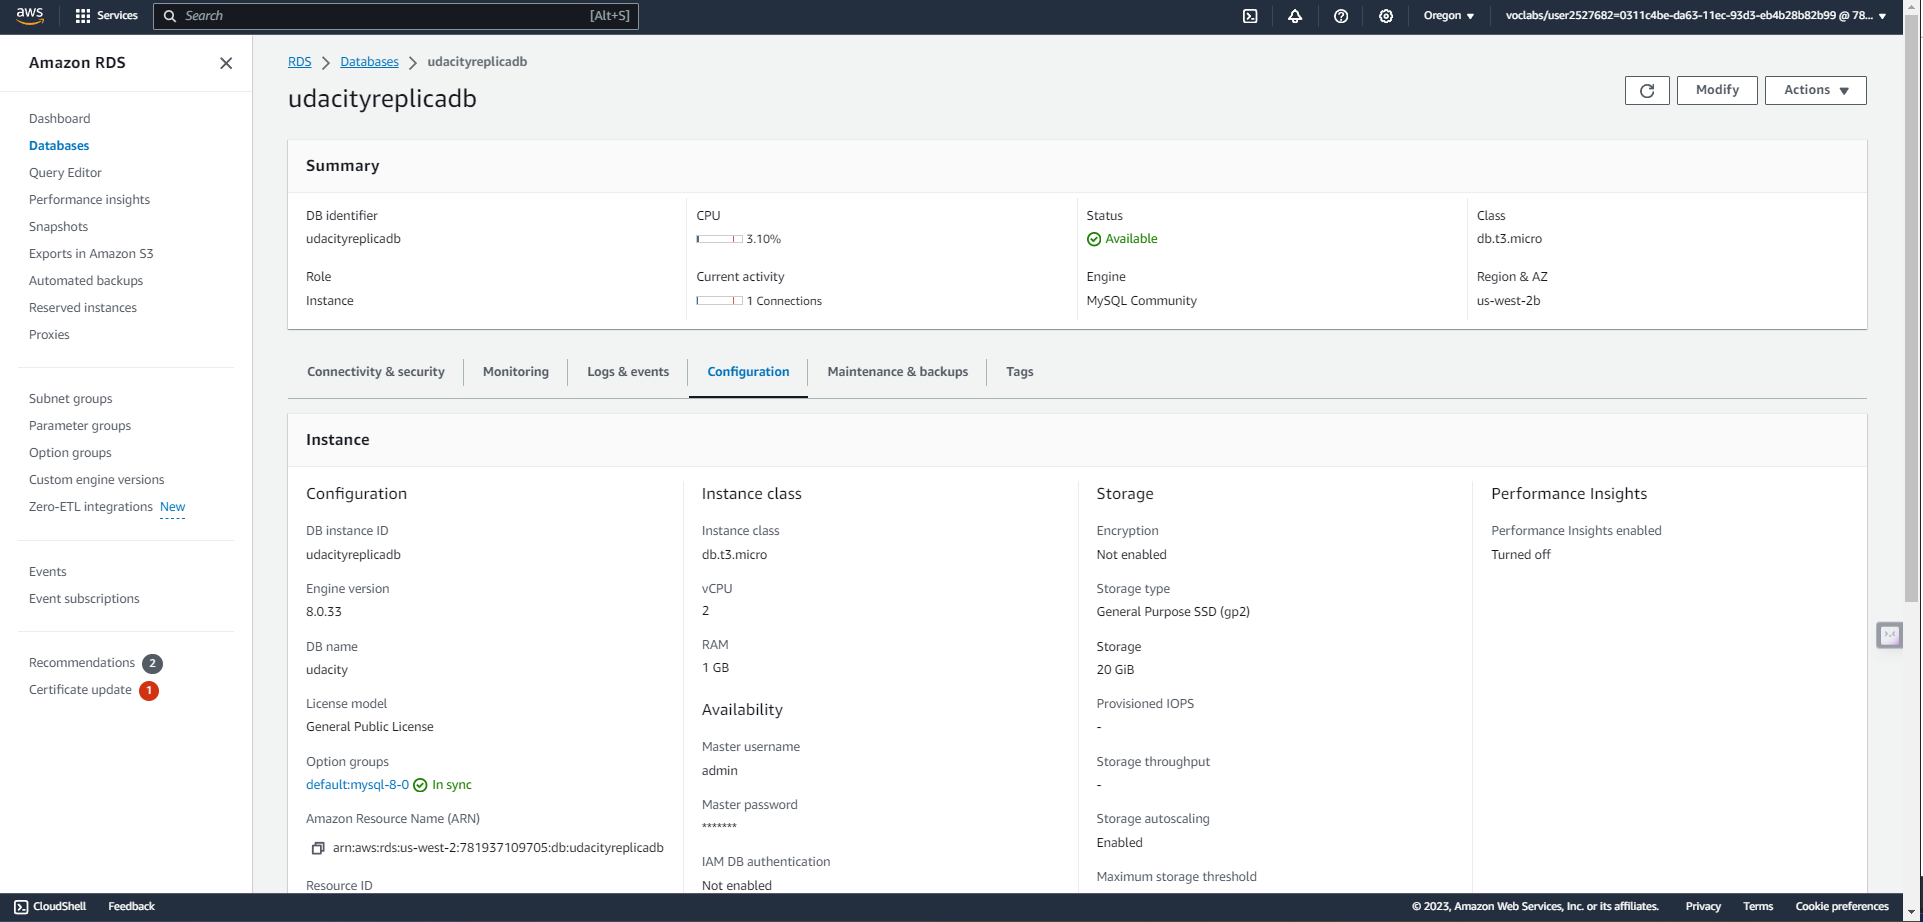 aws
Services
Search
[Alt+S]
Oregon
voclabs/user2527682=0311c4be-da63-11ec-93d3-eb4b28b82b99 @ 78...
Amazon RDS
Dashboard
Databases
Query Editor
Performance insights
Snapshots
Exports in Amazon S3
Automated backups
Reserved instances
Proxies
Subnet groups
Parameter groups
Option groups
Custom engine versions
Zero-ETL integrations New
Events
Event subscriptions
Recommendations 2
Certificate update 1
RDS > Databases > udacityreplicadb
udacityreplicadb
Modify
Actions
Summary
DB identifier
udacityreplicadb
Role
Instance
CPU
3.10%
Current activity
1 Connections
Status
Available
Engine
MySQL Community
Class
db.t3.micro
Region & AZ
us-west-2b
Connectivity & security
Monitoring
Logs & events
Configuration
Maintenance & backups
Tags
Instance
Configuration
DB instance ID
udacityreplicadb
Engine version
8.0.33
DB name
udacity
License model
General Public License
Option groups
default:mysql-8-0 In sync
Amazon Resource Name (ARN)
arn:aws:rds:us-west-2:781937109705:db:udacityreplicadb
Resource ID
Instance class
Instance class
db.t3.micro
vCPU
2
RAM
1 GB
Availability
Master username
admin
Master password
*******
IAM DB authentication
Not enabled
Storage
Encryption
Not enabled
Storage type
General Purpose SSD (gp2)
Storage
20 GiB
Provisioned IOPS
-
Storage throughput
-
Storage autoscaling
Enabled
Maximum storage threshold
Performance Insights
Performance Insights enabled
Turned off
CloudShell
Feedback
© 2023, Amazon Web Services, Inc. or its affiliates.
Privacy
Terms
Cookie preferences